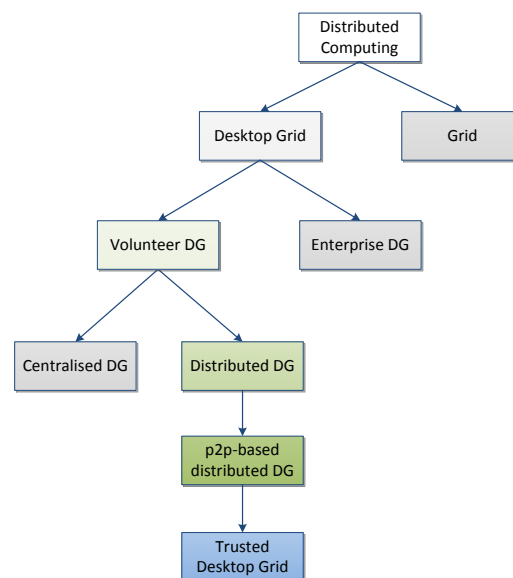 Distributed
Computing
Desktop Grid
Grid
Volunteer DG
Enterprise DG
Centralised DG
Distributed DG
p2p-based
distributed DG
Trusted
Desktop Grid